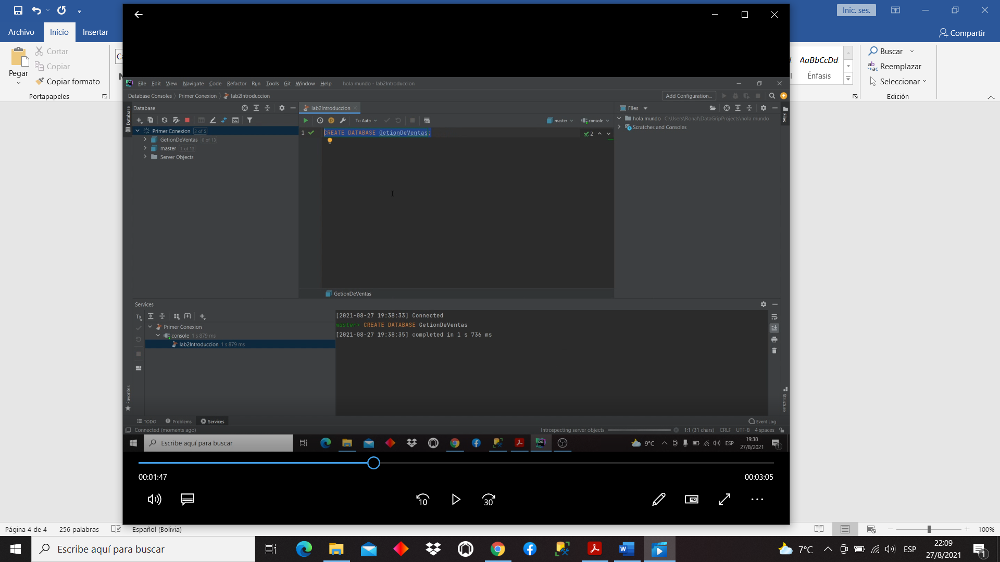 Inic. ses.
Archivo Inicio Insertar Compartir
Pegar
Cortar
Copiar
Copiar formato
Portapapeles
AaBbCcDd
Énfasis
Buscar
Reemplazar
Seleccionar
Edición
File Edit View Navigate Code Refactor Run Tools Git Window Help hola mundo - lab2Introduccion
Database Consoles Primer Conexion lab2Introduccion Add Configuration...
Database
Database
lab2Introduccion
Files
Files
Tx: Auto master console
Primer Conexion 2 of 5
GetionDeVentas 0 of 13
master 1 of 13
Server Objects
1 CREATE DATABASE GetionDeVentas;
2
hola mundo C:\Users\Ronal\DataGripProjects\hola mundo
Scratches and Consoles
GetionDeVentas
Services
Tx
Primer Conexion
console 1 s 879 ms
lab2Introduccion 1 s 879 ms
[2021-08-27 19:38:33] Connected
master> CREATE DATABASE GetionDeVentas
[2021-08-27 19:38:35] completed in 1 s 736 ms
Favorites
Structure
TODO Problems Services Event Log
Connected (moments ago) Introspecting server objects 1:1 (31 chars) CRLF UTF-8 4 spaces
Escribe aquí para buscar 9°C ESP 19:38
27/8/2021 1
00:01:47 00:03:05
10 30
Página 4 de 4 256 palabras Español (Bolivia) 100%
Escribe aquí para buscar 7°C ESP 22:09
27/8/2021 1